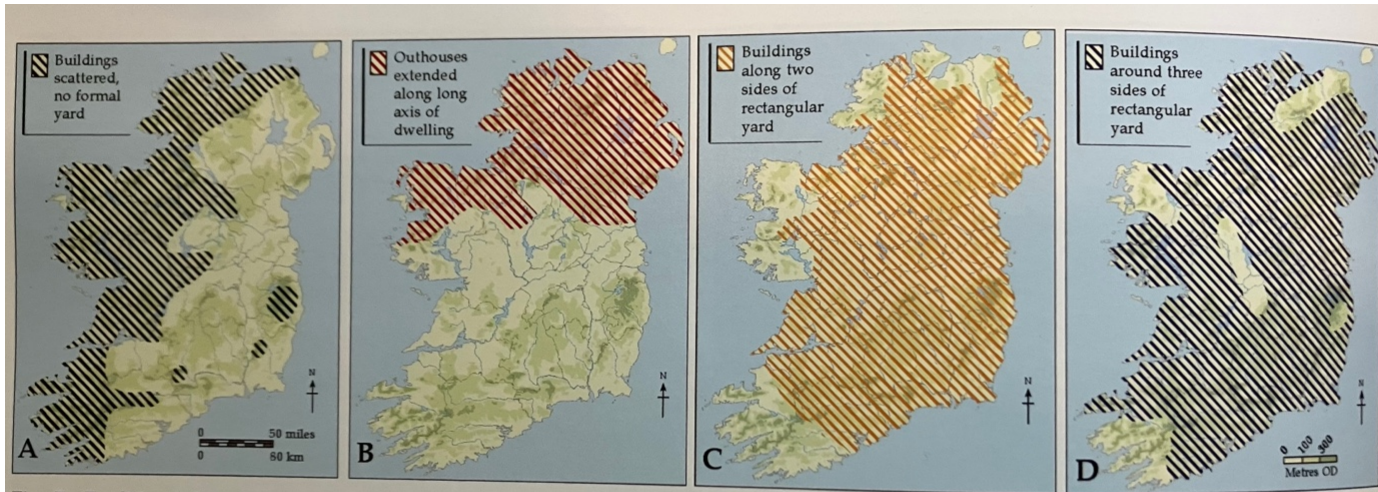 Buildings
scattered,
no formal
yard
N
0 50 miles
0 80 km
A
Outhouses
extended
along long
axis of
dwelling
N
B
Buildings
along two
sides of
rectangular
yard
N
C
Buildings
around three
sides of
rectangular
yard
N
0 100 300
Metres OD
D